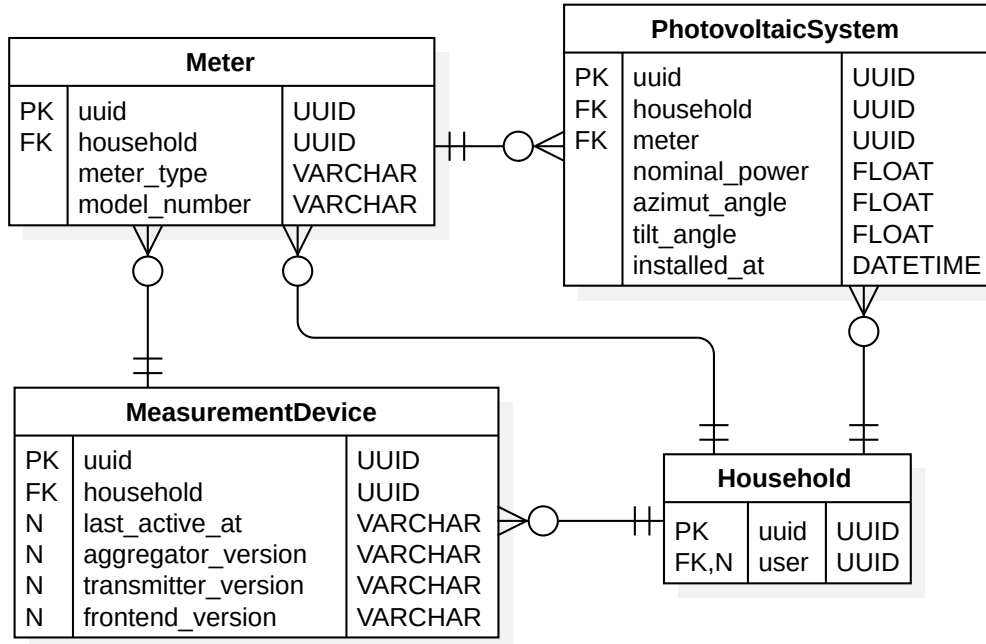 Meter
PK uuid UUID
FK household UUID
meter_type VARCHAR
model_number VARCHAR
PhotovoltaicSystem
PK uuid UUID
FK household UUID
FK meter UUID
nominal_power FLOAT
azimut_angle FLOAT
tilt_angle FLOAT
installed_at DATETIME
MeasurementDevice
PK uuid UUID
FK household UUID
N last_active_at VARCHAR
N aggregator_version VARCHAR
N transmitter_version VARCHAR
N frontend_version VARCHAR
Household
PK uuid UUID
FK,N user UUID